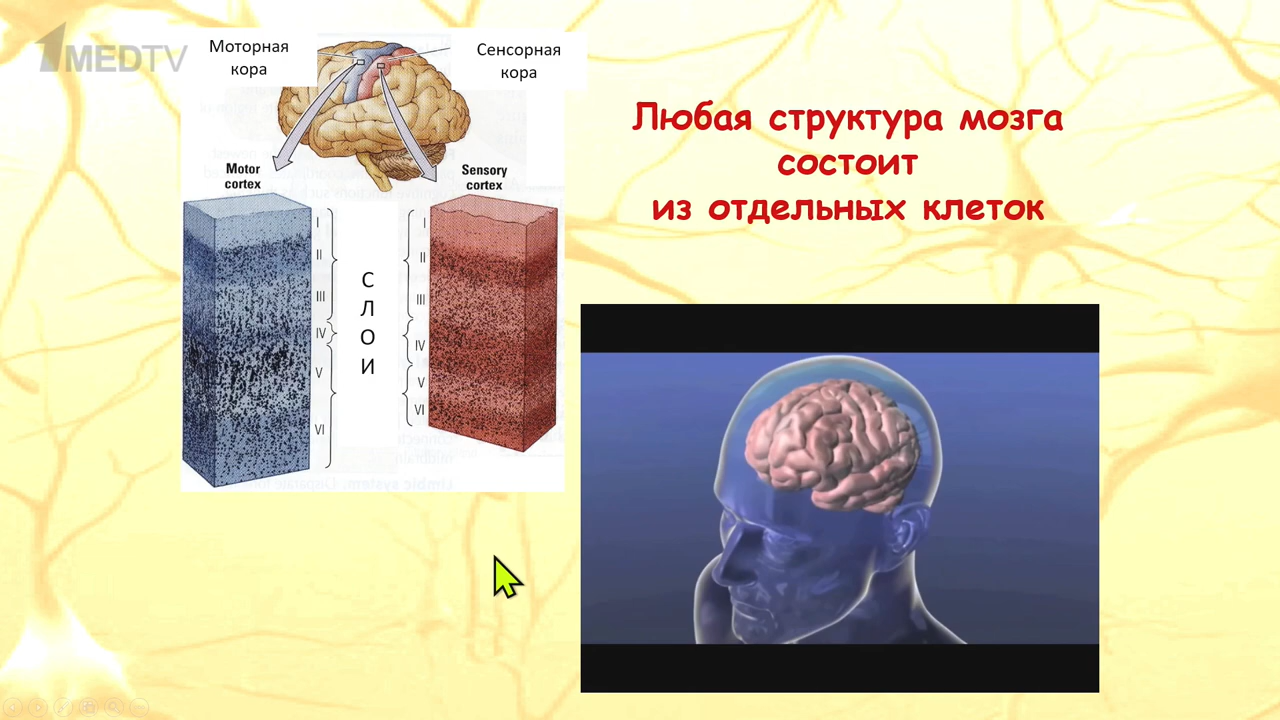 1MEDTV
Моторная
кора
Сенсорная
кора
Любая структура мозга
состоит
из отдельных клеток
Motor
cortex
Sensory
cortex
I
II
III
IV
V
VI
С
Л
О
И
I
II
III
IV
V
VI